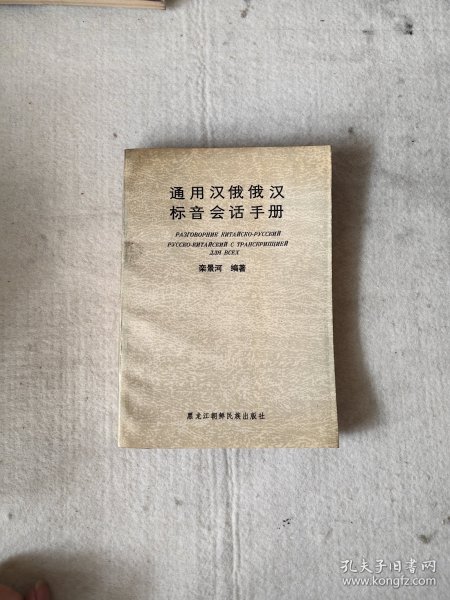 通用汉俄俄汉
标音会话手册
РАЗГОВОРНИК КИТАЙСКО-РУССКИЙ
РУССКО-КИТАЙСКИЙ С ТРАНСКРИПЦИЕЙ
ДЛЯ ВСЕХ
栾景河 编著
黑龙江朝鲜民族出版社
孔夫子旧书网
www.kongfz.com